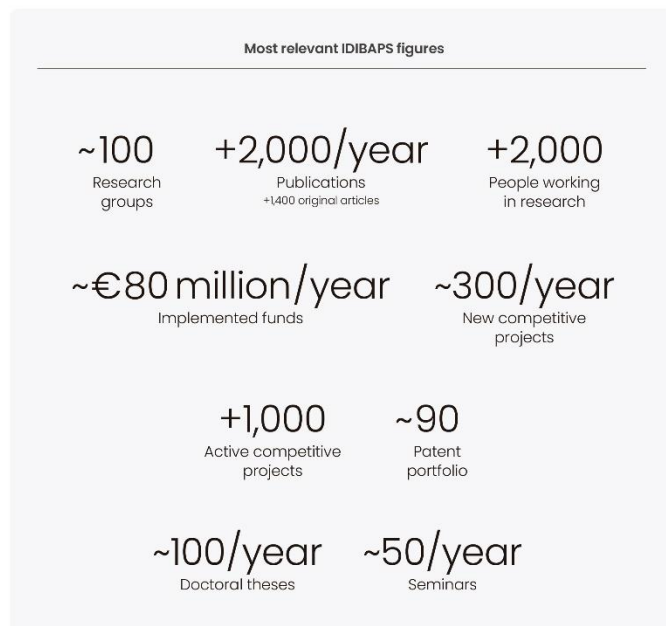 Most relevant IDIBAPS figures
~100
Research
groups
+2,000/year
Publications
+1,400 original articles
+2,000
People working
in research
~€80 million/year
Implemented funds
~300/year
New competitive
projects
+1,000
Active competitive
projects
~90
Patent
portfolio
~100/year
Doctoral theses
~50/year
Seminars